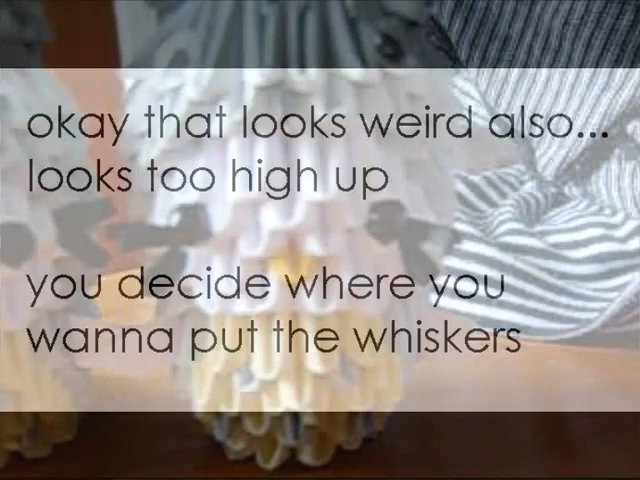 okay that looks weird also...
looks too high up
you decide where you
wanna put the whiskers